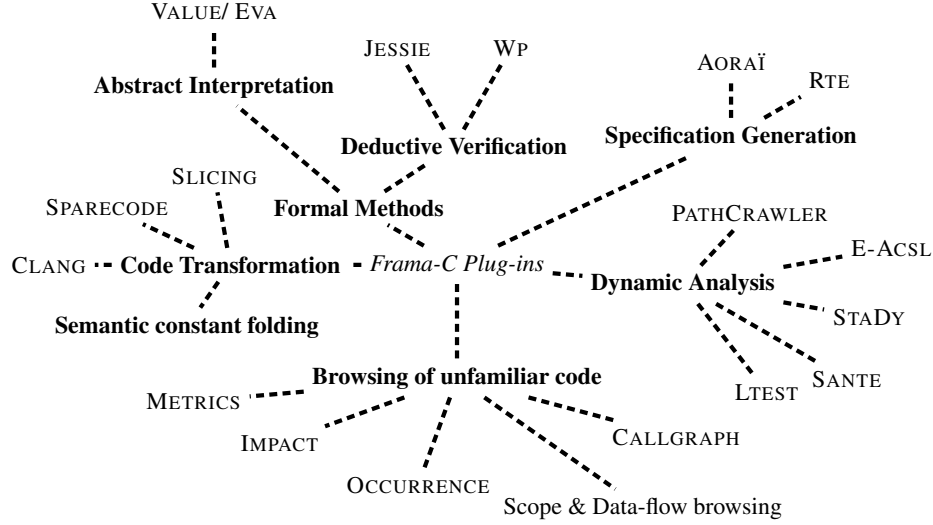 VALUE/ EVA
JESSIE
WP
AORAÏ
RTE
Abstract Interpretation
Deductive Verification
Specification Generation
SLICING
SPARECODE
Formal Methods
PATHCRAWLER
CLANG
Code Transformation
Frama-C Plug-ins
Dynamic Analysis
E-ACSL
Semantic constant folding
STADY
Browsing of unfamiliar code
SANTE
LTEST
METRICS
IMPACT
CALLGRAPH
OCCURRENCE
Scope & Data-flow browsing